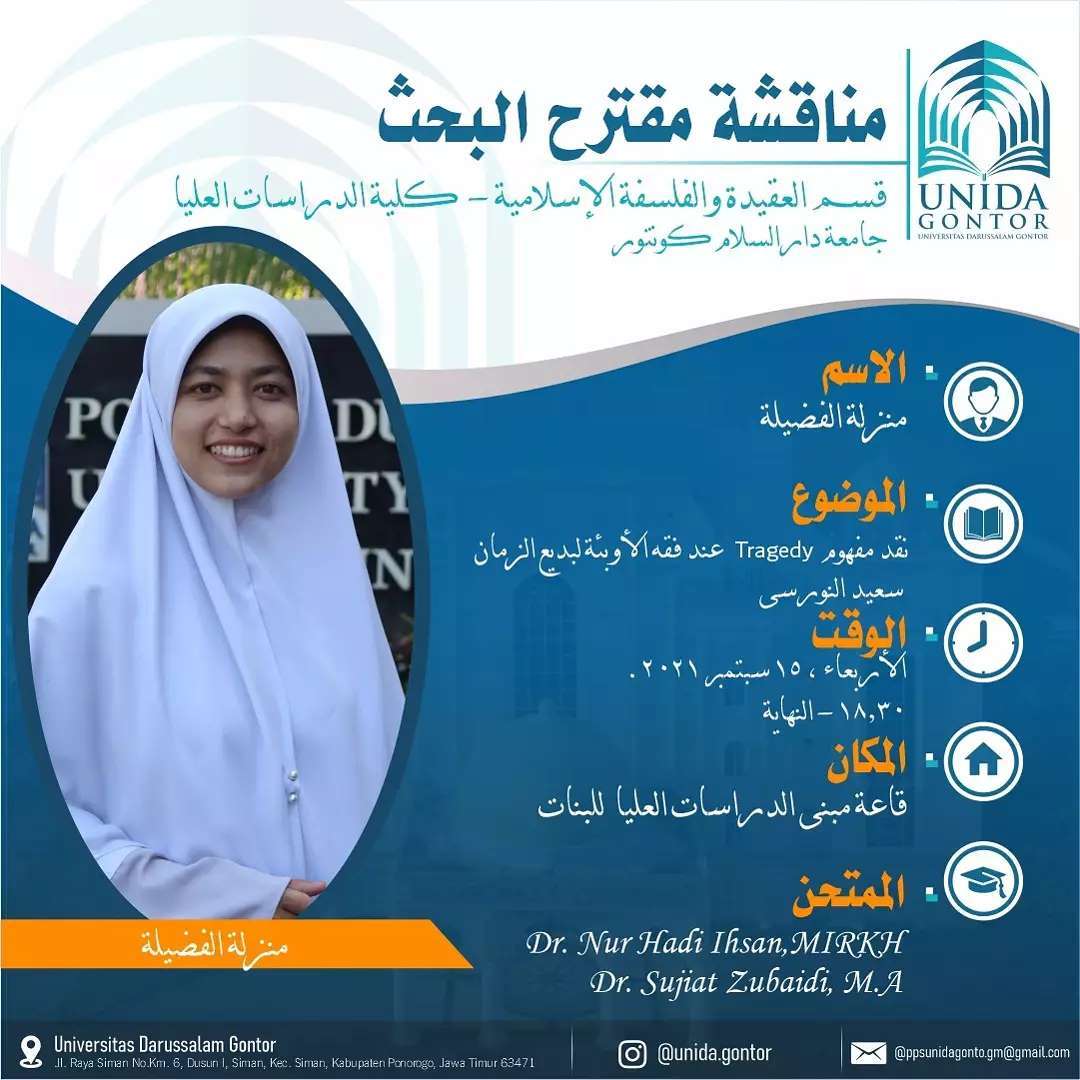 مناقشة مقترح البحث
قسم العقيدة والفلسفة الإسلامية - كلية الدراسات العليا
جامعة دار السلام كونتور
UNIDA
GONTOR
UNIVERSITAS DARUSSALAM GONTOR
الاسم
منزلة الفضيلة
الموضوع
نقد مفهوم Tragedy عند فقه الأوبئة لبديع الزمان
سعيد النورسى
الوقت
الأربعاء ، ١٥ سبتمبر ٢٠٢١ .
١٨,٣٠ - النهاية
المكان
قاعة مبنى الدراسات العليا للبنات
الممتحن
Dr. Nur Hadi Ihsan,MIRKH
Dr. Sujiat Zubaidi, M.A
منزلة الفضيلة
Universitas Darussalam Gontor
Jl. Raya Siman No.Km. 6, Dusun I, Siman, Kec. Siman, Kabupaten Ponorogo, Jawa Timur 63471
@unida.gontor
@ppsunidagonto.gm@gmail.com